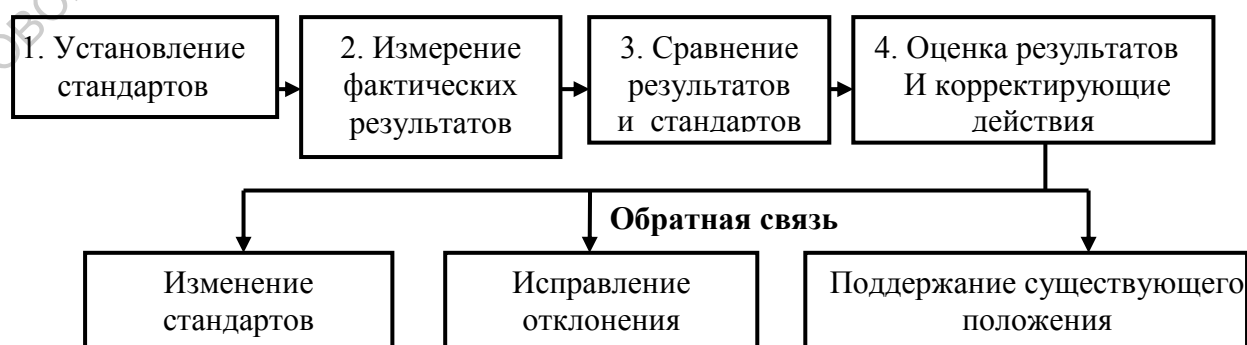 1. Установление
стандартов
2. Измерение
фактических
результатов
3. Сравнение
результатов
и стандартов
4. Оценка результатов
И корректирующие
действия
Обратная связь
Изменение
стандартов
Исправление
отклонения
Поддержание существующего
положения